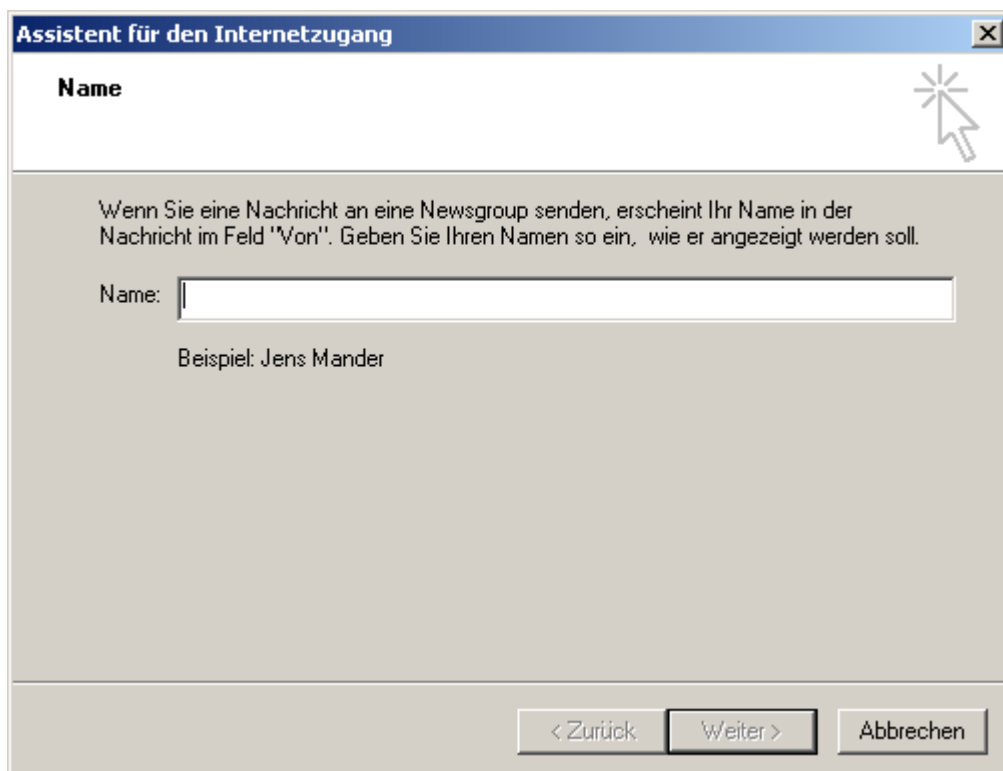 Assistent für den Internetzugang
Name
Wenn Sie eine Nachricht an eine Newsgroup senden, erscheint Ihr Name in der
Nachricht im Feld "Von". Geben Sie Ihren Namen so ein,  wie er angezeigt werden soll.
Name:
Beispiel: Jens Mander
< Zurück Weiter > Abbrechen